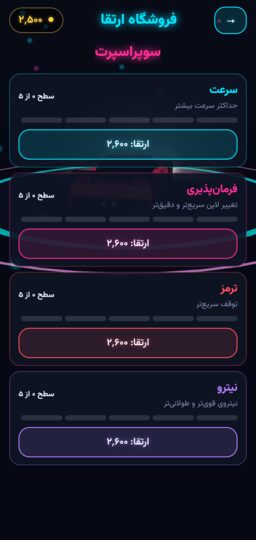 →
فروشگاه ارتقا
۲,۵۰۰
سوپراسپرت
سرعت
سطح ۰ از ۵
حداکثر سرعت بیشتر
ارتقا: ۲,۶۰۰
فرمان‌پذیری
سطح ۰ از ۵
تغییر لاین سریع‌تر و دقیق‌تر
ارتقا: ۲,۶۰۰
ترمز
سطح ۰ از ۵
توقف سریع‌تر
ارتقا: ۲,۶۰۰
نیترو
سطح ۰ از ۵
نیتروی قوی‌تر و طولانی‌تر
ارتقا: ۲,۶۰۰